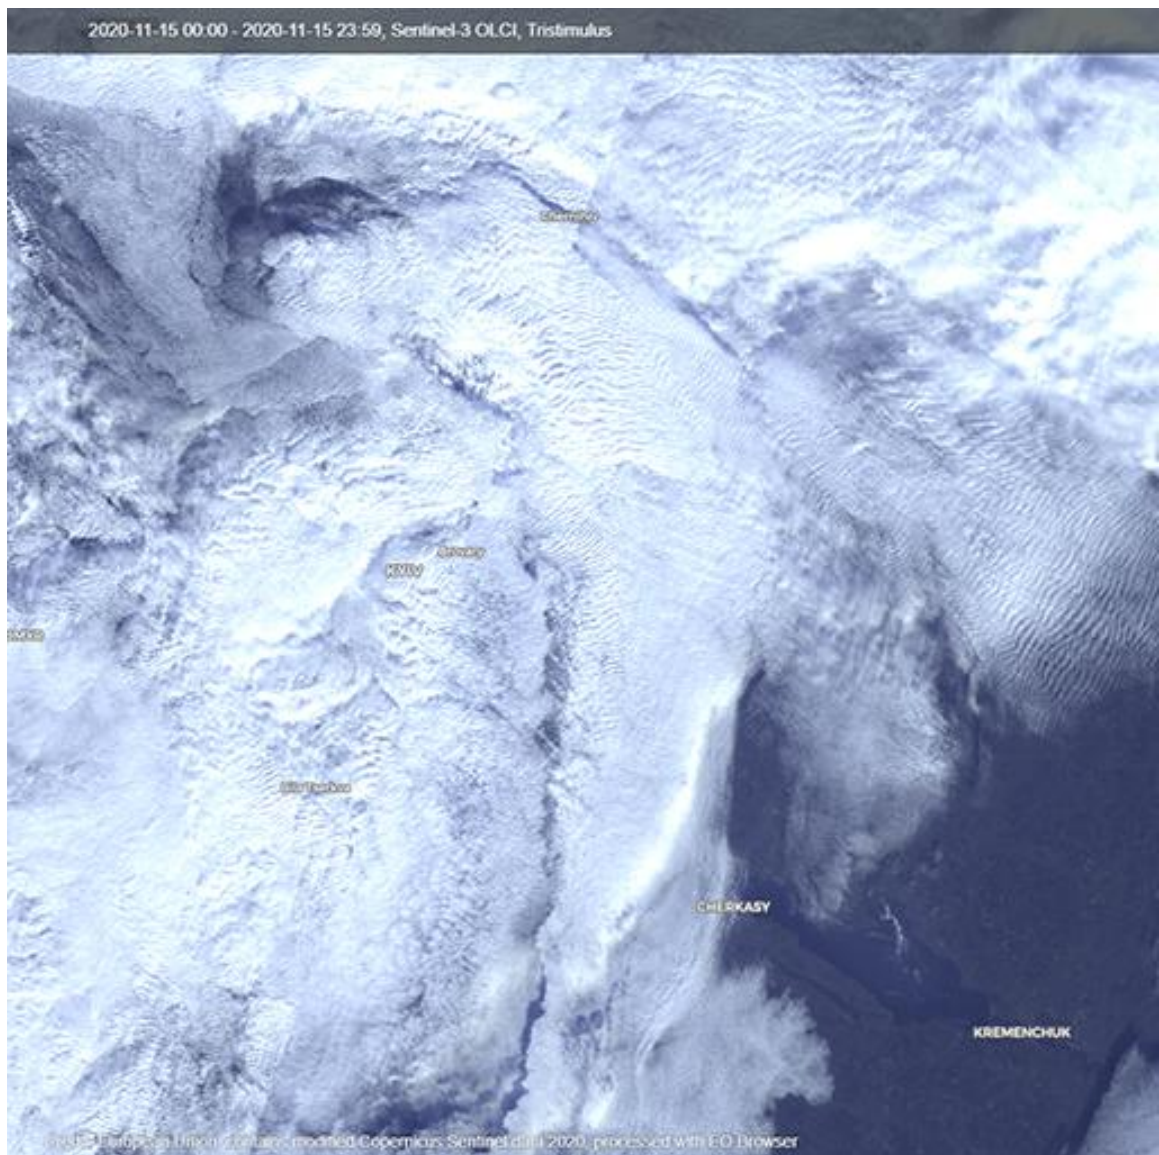 2020-11-15 00:00 - 2020-11-15 23:59, Sentinel-3 OLCI, Tristimulus
Chernihiv
Brovary
KYIV
Bila Tserkva
CHERKASY
KREMENCHUK
European Union, contains modified Copernicus Sentinel data 2020, processed with EO Browser